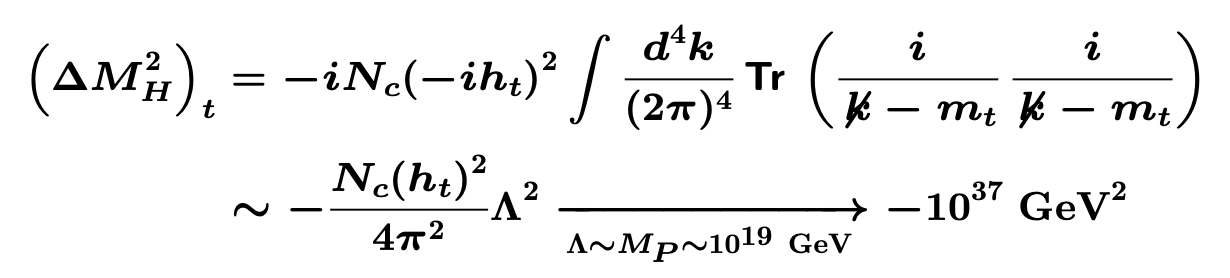 (ΔM_H^2)_t = −iN_c(−ih_t)^2 ∫ d^4k/(2π)^4 Tr (i/(k̸ − m_t) i/(k̸ − m_t))
∼ −N_c(h_t)^2/4π^2 Λ^2 ⟶_{Λ∼M_P∼10^19 GeV} −10^37 GeV^2